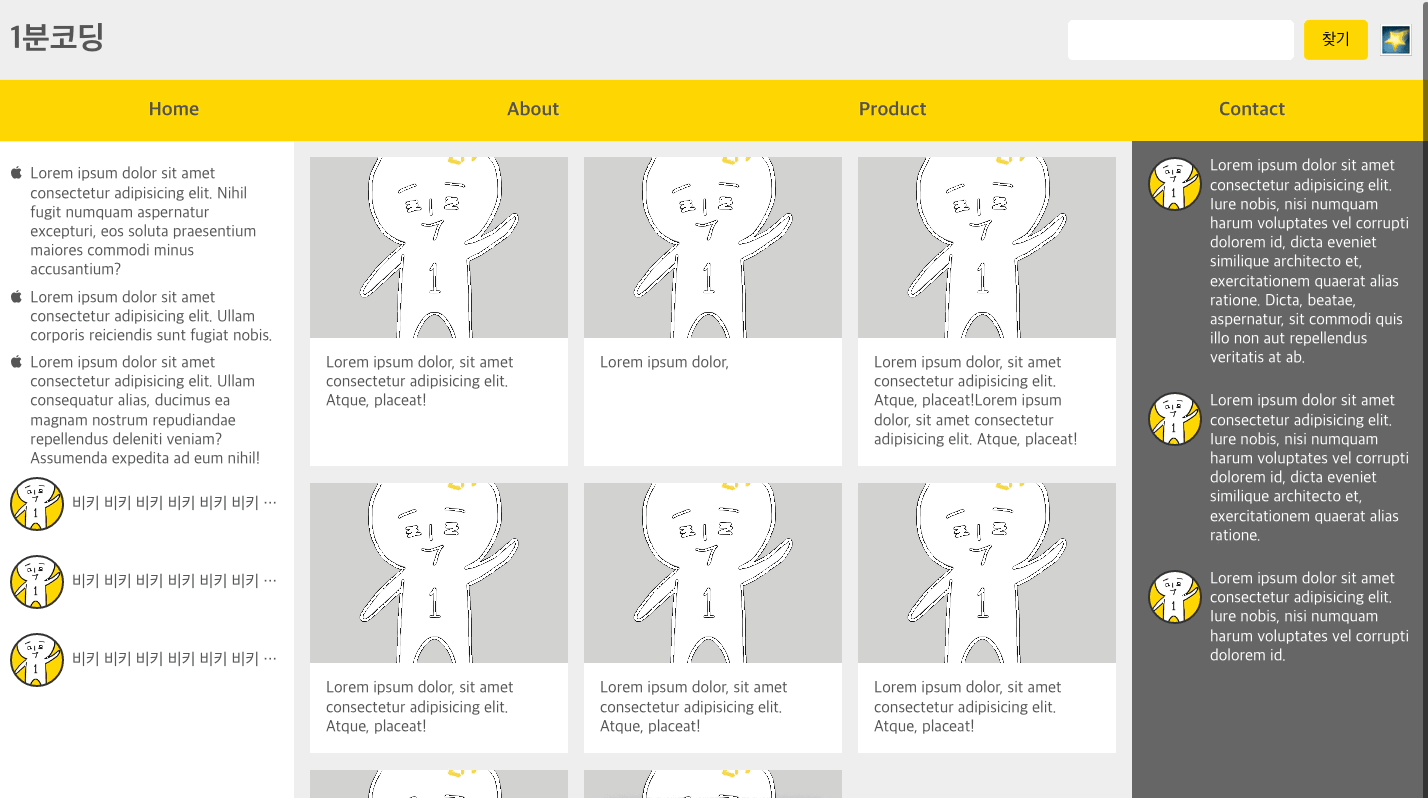 1분코딩
찾기
Home
About
Product
Contact
Lorem ipsum dolor sit amet
consectetur adipisicing elit. Nihil
fugit numquam aspernatur
excepturi, eos soluta praesentium
maiores commodi minus
accusantium?
Lorem ipsum dolor sit amet
consectetur adipisicing elit. Ullam
corporis reiciendis sunt fugiat nobis.
Lorem ipsum dolor sit amet
consectetur adipisicing elit. Ullam
consequatur alias, ducimus ea
magnam nostrum repudiandae
repellendus deleniti veniam?
Assumenda expedita ad eum nihil!
비키 비키 비키 비키 비키 비키 …
비키 비키 비키 비키 비키 비키 …
비키 비키 비키 비키 비키 비키 …
1
Lorem ipsum dolor, sit amet
consectetur adipisicing elit.
Atque, placeat!
1
Lorem ipsum dolor,
1
Lorem ipsum dolor, sit amet
consectetur adipisicing elit.
Atque, placeat!Lorem ipsum
dolor, sit amet consectetur
adipisicing elit. Atque, placeat!
1
Lorem ipsum dolor, sit amet
consectetur adipisicing elit.
Atque, placeat!
1
Lorem ipsum dolor, sit amet
consectetur adipisicing elit.
Atque, placeat!
1
Lorem ipsum dolor, sit amet
consectetur adipisicing elit.
Atque, placeat!
Lorem ipsum dolor sit amet
consectetur adipisicing elit.
Iure nobis, nisi numquam
harum voluptates vel corrupti
dolorem id, dicta eveniet
similique architecto et,
exercitationem quaerat alias
ratione. Dicta, beatae,
aspernatur, sit commodi quis
illo non aut repellendus
veritatis at ab.
Lorem ipsum dolor sit amet
consectetur adipisicing elit.
Iure nobis, nisi numquam
harum voluptates vel corrupti
dolorem id, dicta eveniet
similique architecto et,
exercitationem quaerat alias
ratione.
Lorem ipsum dolor sit amet
consectetur adipisicing elit.
Iure nobis, nisi numquam
harum voluptates vel corrupti
dolorem id.